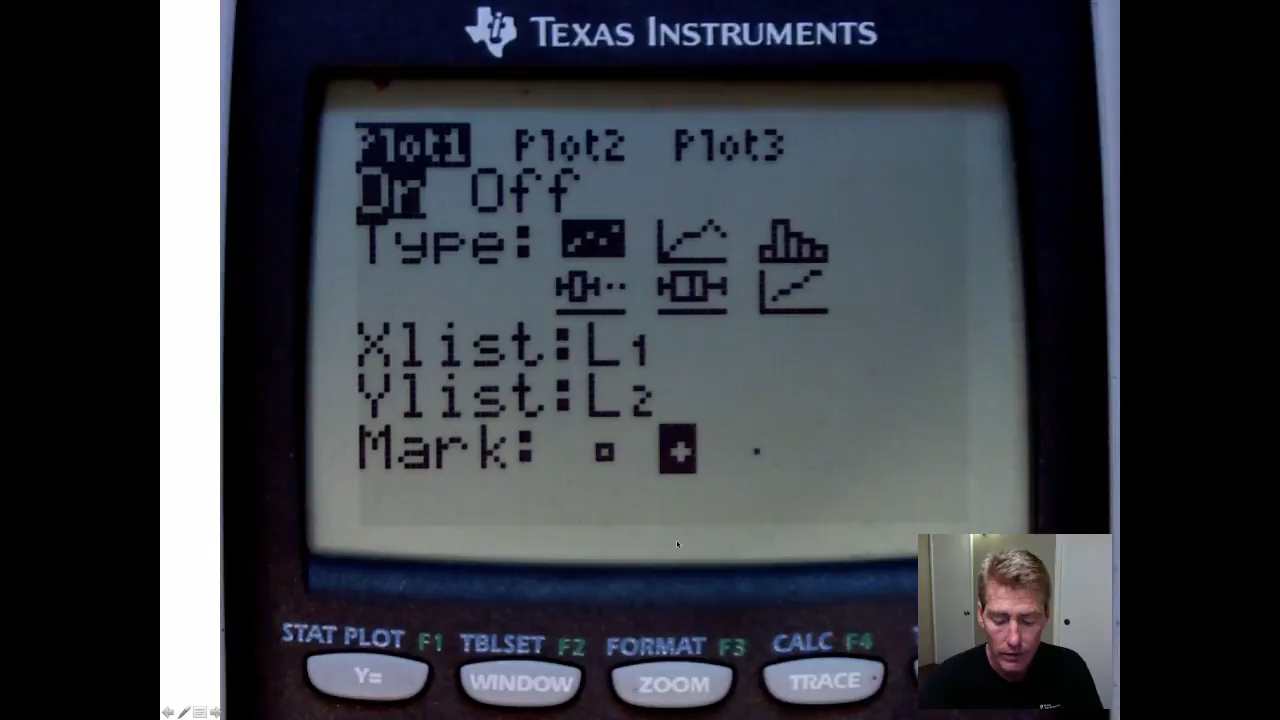 TEXAS INSTRUMENTS
Plot1 Plot2 Plot3
On Off
Type:
Xlist:L1
Ylist:L2
Mark:
STAT PLOT F1 TBLSET F2 FORMAT F3 CALC F4
Y= WINDOW ZOOM TRACE